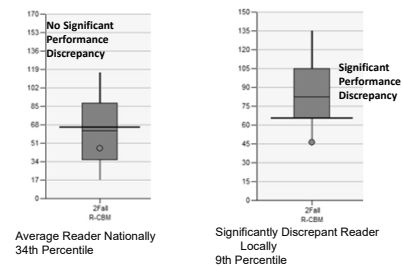 170
153
136
119
102
85
68
51
34
17
0
No Significant
Performance
Discrepancy
2Fall
R-CBM
Average Reader Nationally
34th Percentile
150
135
120
105
90
75
60
45
30
15
0
Significant
Performance
Discrepancy
2Fall
R-CBM
Significantly Discrepant Reader
Locally
9th Percentile